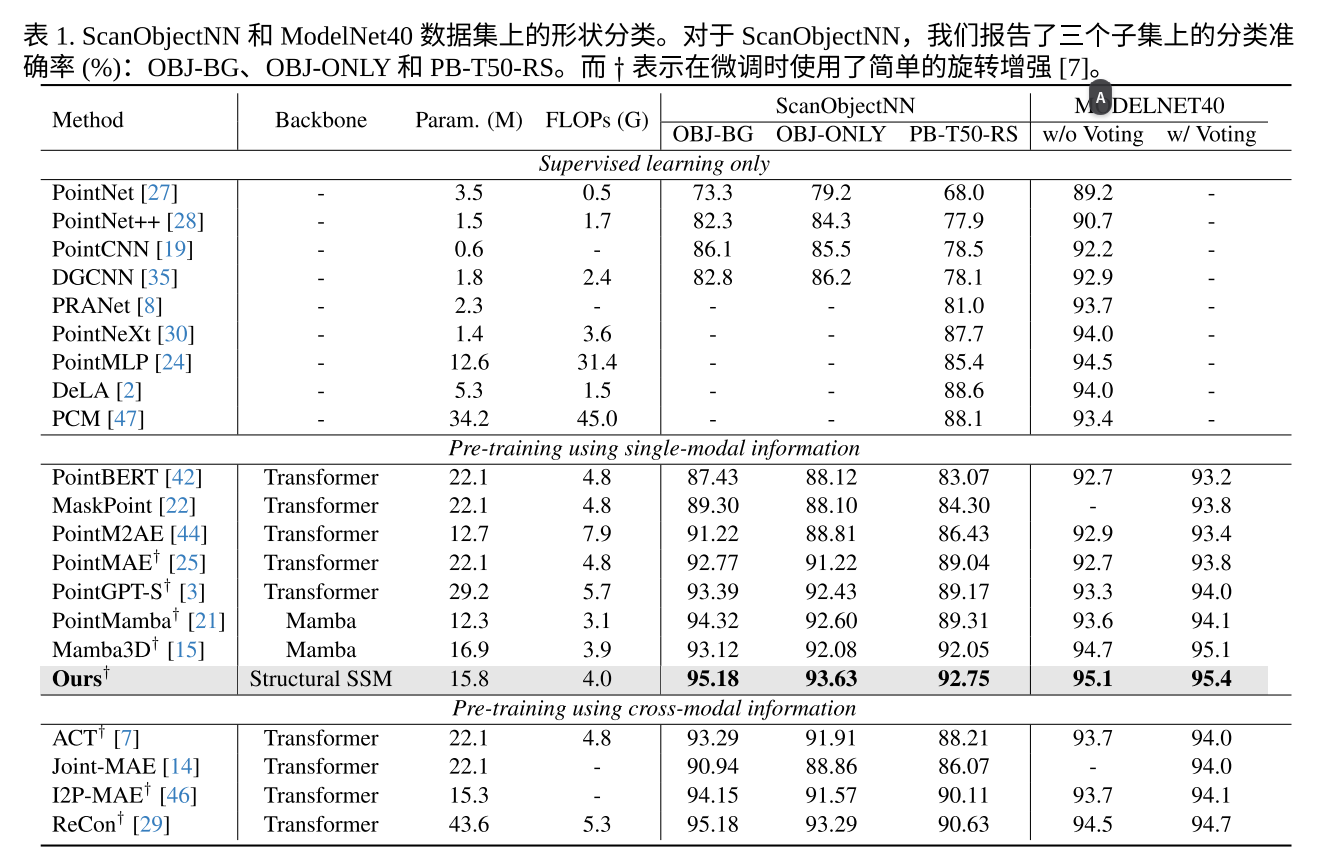 表 1. ScanObjectNN 和 ModelNet40 数据集上的形状分类。对于 ScanObjectNN，我们报告了三个子集上的分类准
确率 (%)：OBJ-BG、OBJ-ONLY 和 PB-T50-RS。而 † 表示在微调时使用了简单的旋转增强 [7]。
Method Backbone Param. (M) FLOPs (G) ScanObjectNN MODELNET40
A
OBJ-BG OBJ-ONLY PB-T50-RS w/o Voting w/ Voting
Supervised learning only
PointNet [27] - 3.5 0.5 73.3 79.2 68.0 89.2 -
PointNet++ [28] - 1.5 1.7 82.3 84.3 77.9 90.7 -
PointCNN [19] - 0.6 - 86.1 85.5 78.5 92.2 -
DGCNN [35] - 1.8 2.4 82.8 86.2 78.1 92.9 -
PRANet [8] - 2.3 - - - 81.0 93.7 -
PointNeXt [30] - 1.4 3.6 - - 87.7 94.0 -
PointMLP [24] - 12.6 31.4 - - 85.4 94.5 -
DeLA [2] - 5.3 1.5 - - 88.6 94.0 -
PCM [47] - 34.2 45.0 - - 88.1 93.4 -
Pre-training using single-modal information
PointBERT [42] Transformer 22.1 4.8 87.43 88.12 83.07 92.7 93.2
MaskPoint [22] Transformer 22.1 4.8 89.30 88.10 84.30 - 93.8
PointM2AE [44] Transformer 12.7 7.9 91.22 88.81 86.43 92.9 93.4
PointMAE† [25] Transformer 22.1 4.8 92.77 91.22 89.04 92.7 93.8
PointGPT-S† [3] Transformer 29.2 5.7 93.39 92.43 89.17 93.3 94.0
PointMamba† [21] Mamba 12.3 3.1 94.32 92.60 89.31 93.6 94.1
Mamba3D† [15] Mamba 16.9 3.9 93.12 92.08 92.05 94.7 95.1
Ours† Structural SSM 15.8 4.0 95.18 93.63 92.75 95.1 95.4
Pre-training using cross-modal information
ACT† [7] Transformer 22.1 4.8 93.29 91.91 88.21 93.7 94.0
Joint-MAE [14] Transformer 22.1 - 90.94 88.86 86.07 - 94.0
I2P-MAE† [46] Transformer 15.3 - 94.15 91.57 90.11 93.7 94.1
ReCon† [29] Transformer 43.6 5.3 95.18 93.29 90.63 94.5 94.7